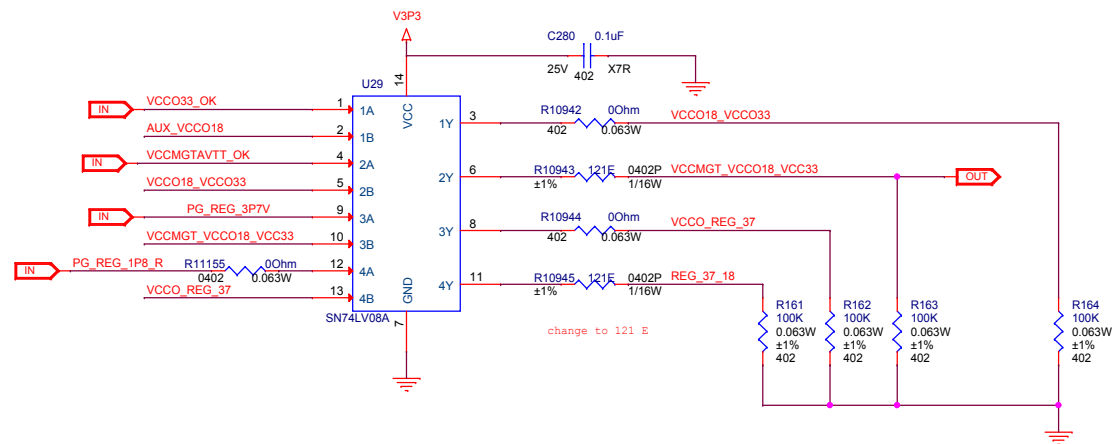 V3P3
C280 0.1uF
25V 402 X7R
U29
14
VCC
IN VCCO33_OK 1 1A
AUX_VCCO18 2 1B
IN VCCMGTAVTT_OK 4 2A
VCCO18_VCCO33 5 2B
IN PG_REG_3P7V 9 3A
VCCMGT_VCCO18_VCC33 10 3B
IN PG_REG_1P8_R R11155 0Ohm 12 4A
0402 0.063W
VCCO_REG_37 13 4B
GND
7
SN74LV08A
1Y 3 R10942 0Ohm VCCO18_VCCO33
402 0.063W
2Y 6 R10943 121E 0402P VCCMGT_VCCO18_VCC33 OUT
±1% 1/16W
3Y 8 R10944 0Ohm VCCO_REG_37
402 0.063W
4Y 11 R10945 121E 0402P REG_37_18
±1% 1/16W
change to 121 E
R161 R162 R163 R164
100K 100K 100K 100K
0.063W 0.063W 0.063W 0.063W
±1% ±1% ±1% ±1%
402 402 402 402